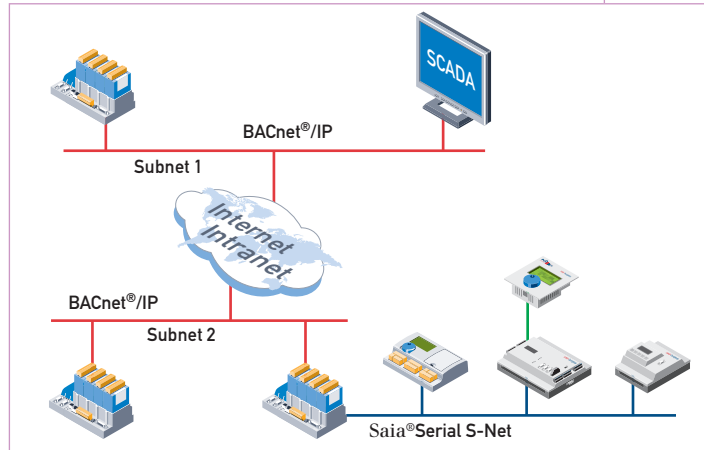 SCADA
BACnet®/IP
Subnet 1
Internet
Intranet
BACnet®/IP
Subnet 2
Saia®Serial S-Net